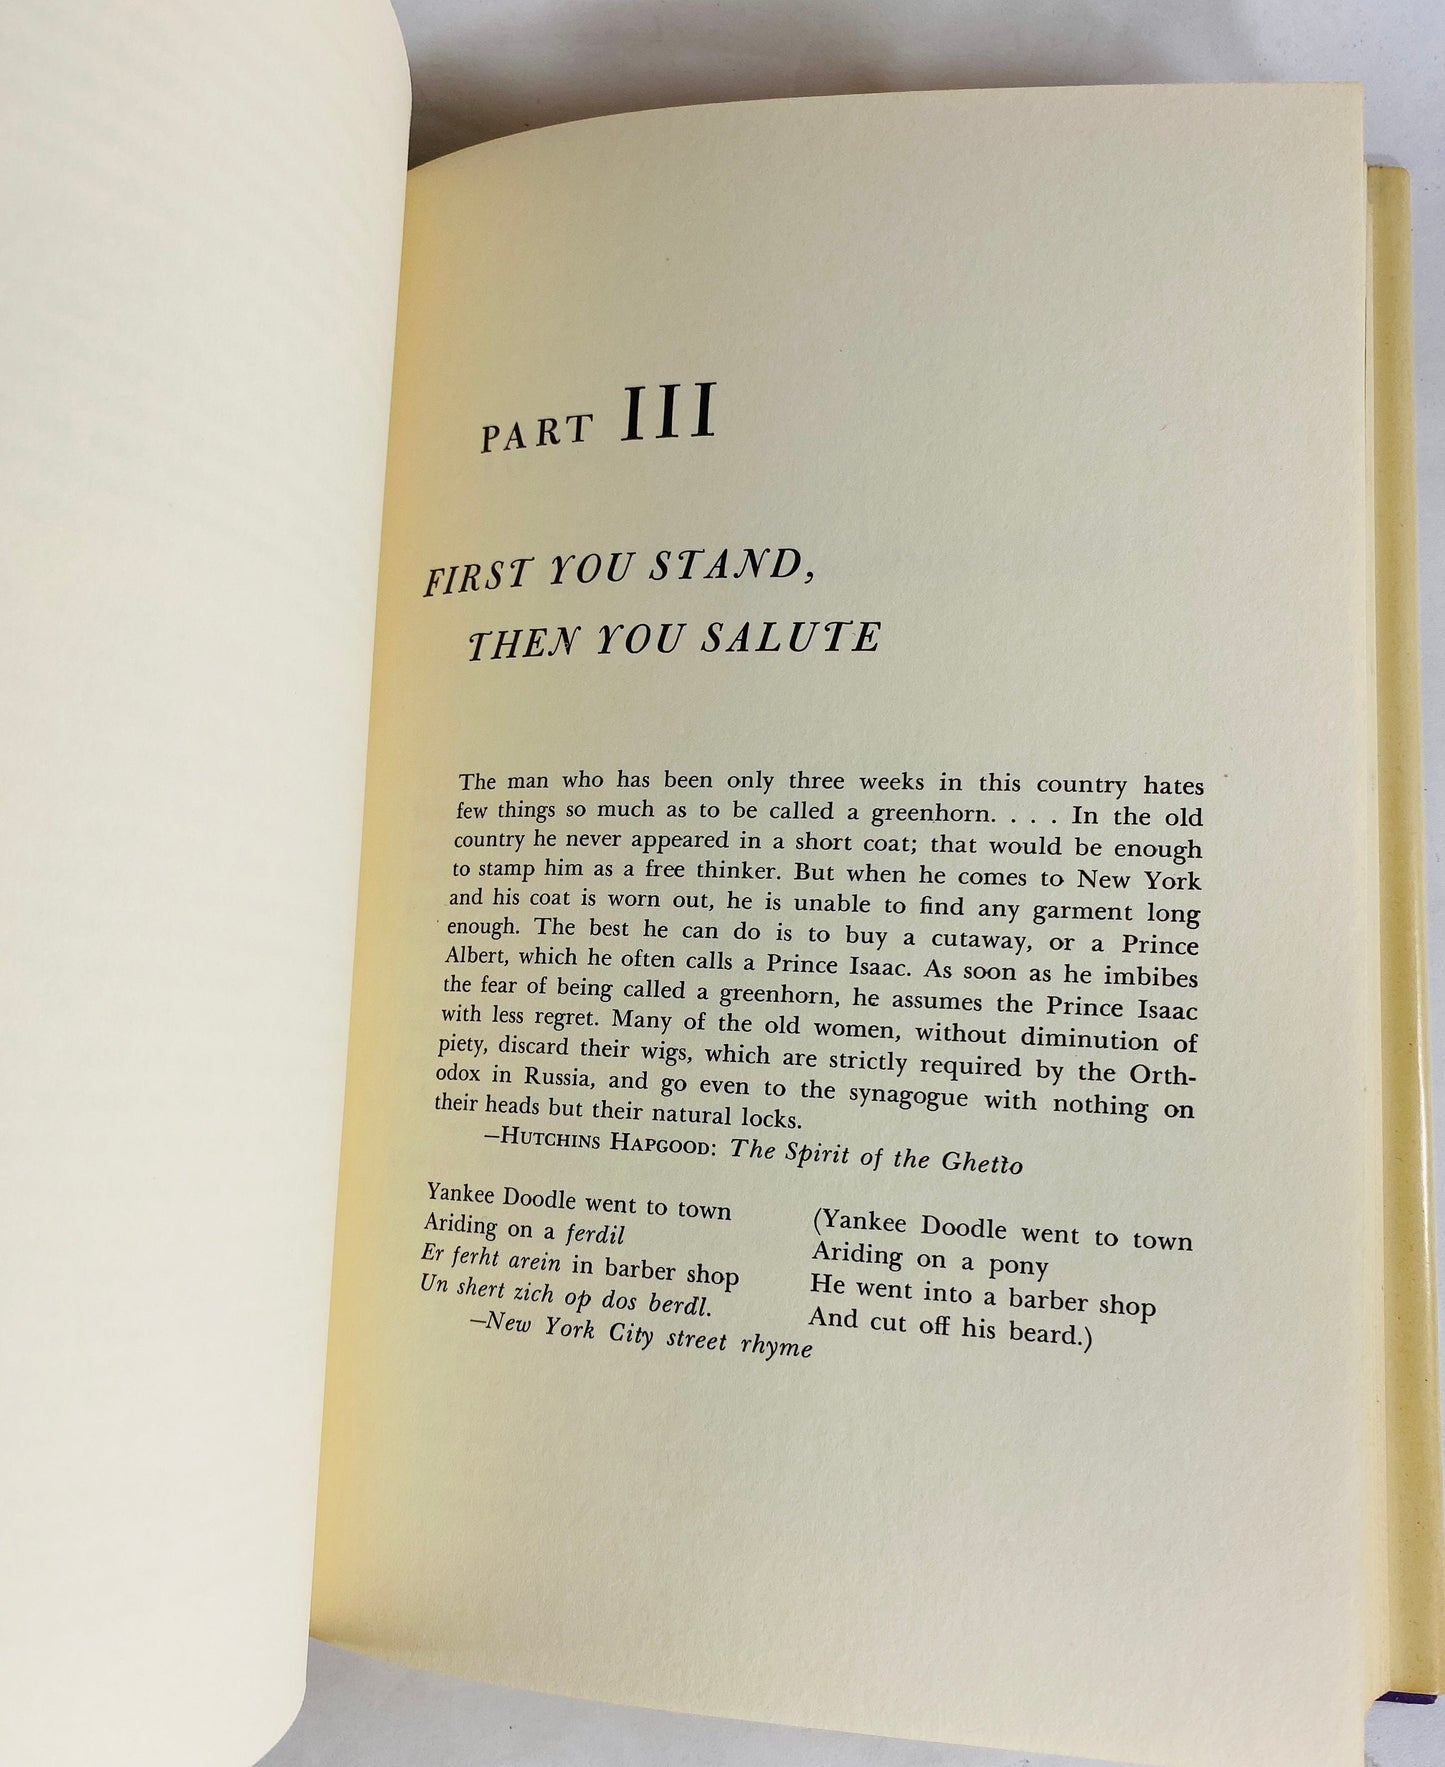 PART III
FIRST YOU STAND,
THEN YOU SALUTE
The man who has been only three weeks in this country hates
few things so much as to be called a greenhorn. . . . In the old
country he never appeared in a short coat; that would be enough
to stamp him as a free thinker. But when he comes to New York
and his coat is worn out, he is unable to find any garment long
enough. The best he can do is to buy a cutaway, or a Prince
Albert, which he often calls a Prince Isaac. As soon as he imbibes
the fear of being called a greenhorn, he assumes the Prince Isaac
with less regret. Many of the old women, without diminution of
piety, discard their wigs, which are strictly required by the Orth-
odox in Russia, and go even to the synagogue with nothing on
their heads but their natural locks.
—HUTCHINS HAPGOOD: The Spirit of the Ghetto
Yankee Doodle went to town
Ariding on a ferdil
Er ferht arein in barber shop
Un shert zich op dos berdl.
—New York City street rhyme
(Yankee Doodle went to town
Ariding on a pony
He went into a barber shop
And cut off his beard.)